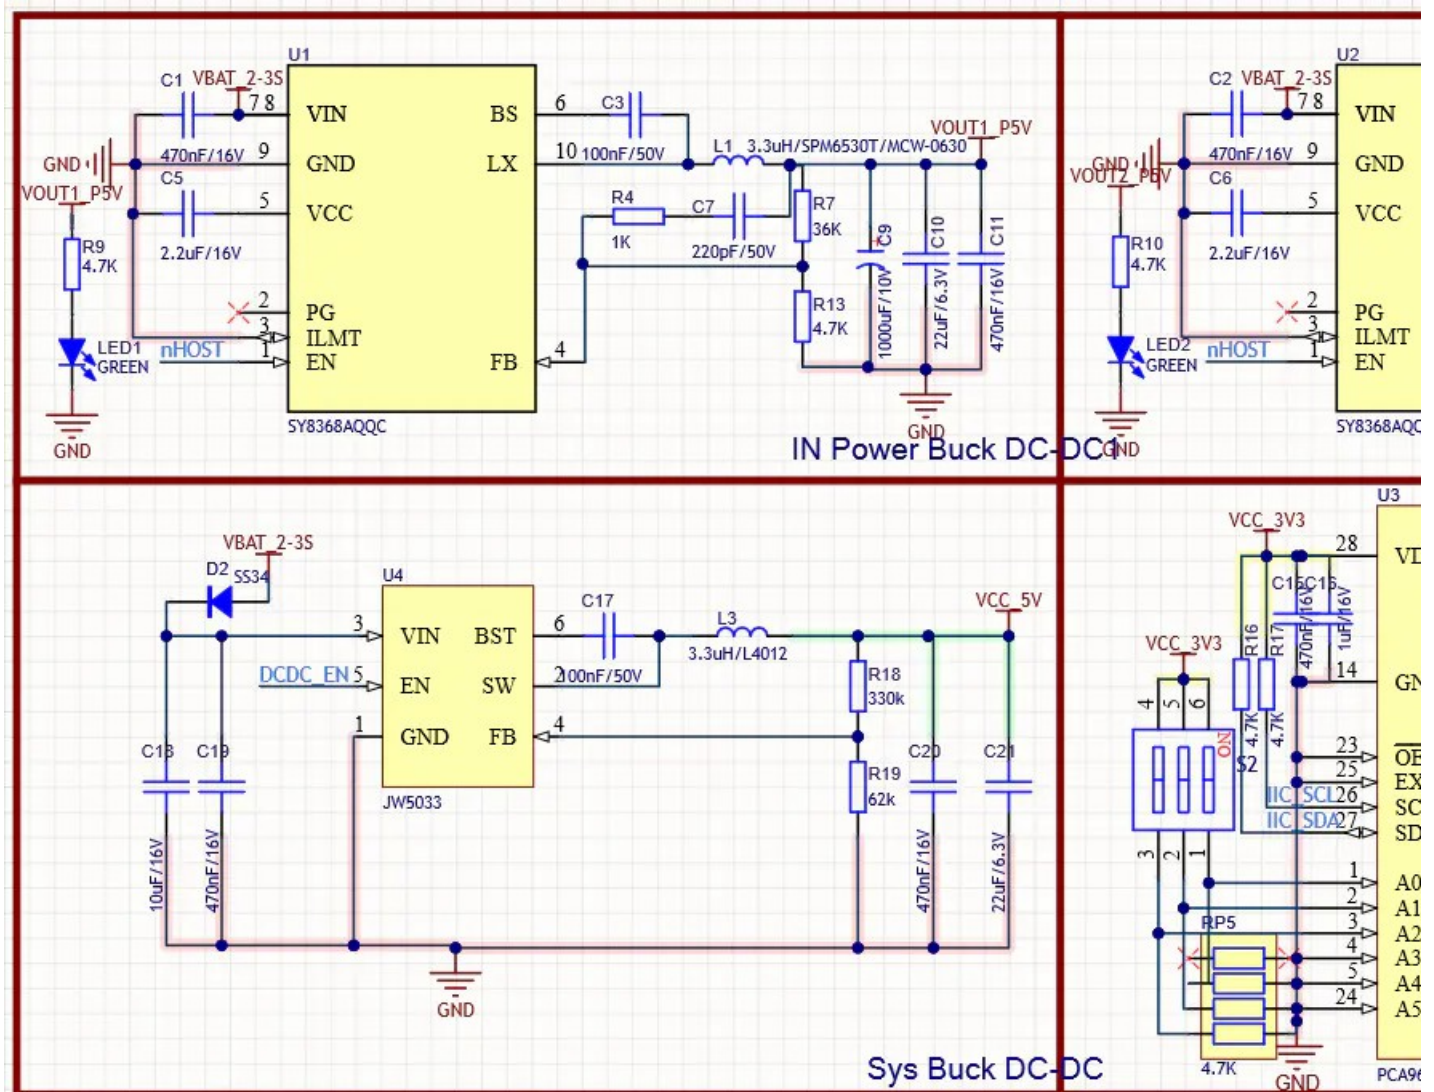 U1
C1
VBAT_2-3S
7 8
VIN
BS
6
C3
470nF/16V
GND
9
GND
LX
10
100nF/50V
L1
3.3uH/SPM6530T/MCW-0630
VOUT1_P5V
VOUT1_P5V
C5
5
VCC
2.2uF/16V
R9
4.7K
R4
1K
C7
220pF/50V
R7
36K
C9
1000uF/10V
C10
22uF/6.3V
C11
470nF/16V
R13
4.7K
2
PG
3
ILMT
nHOST
1
EN
FB
4
LED1
GREEN
GND
SY8368AQQC
GND
IN Power Buck DC-DC1
U2
C2
VBAT_2-3S
7 8
VIN
470nF/16V
GND
9
GND
VOUT2_P5V
C6
5
VCC
2.2uF/16V
R10
4.7K
2
PG
3
ILMT
nHOST
1
EN
LED2
GREEN
GND
SY8368AQQC
VBAT_2-3S
D2
SS34
U4
3
VIN
BST
6
C17
100nF/50V
L3
3.3uH/L4012
VCC_5V
DCDC_EN
5
EN
SW
2
1
GND
FB
4
R18
330k
R19
62k
C18
10uF/16V
C19
470nF/16V
C20
470nF/16V
C21
22uF/6.3V
JW5033
GND
Sys Buck DC-DC
U3
VCC_3V3
28
C15
470nF/16V
C16
1uF/16V
R16
4.7K
R17
4.7K
VCC_3V3
4
5
6
ON
S2
3
2
1
14
23
OE
25
EX
IIC_SCL
26
SC
IIC_SDA
27
SD
1
A0
2
A1
3
A2
4
A3
5
A4
24
A5
RP5
4.7K
GND
PCA96